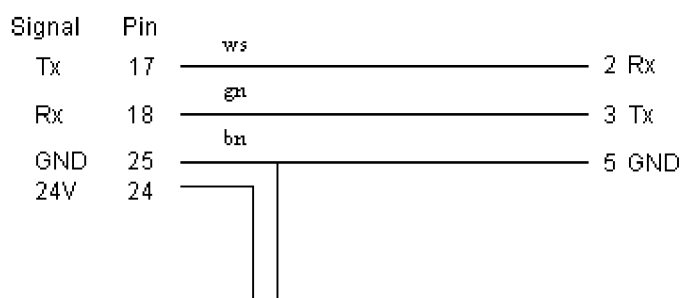 Signal Pin
ws
Tx 17 2 Rx
gn
Rx 18 3 Tx
bn
GND 25 5 GND
24V 24